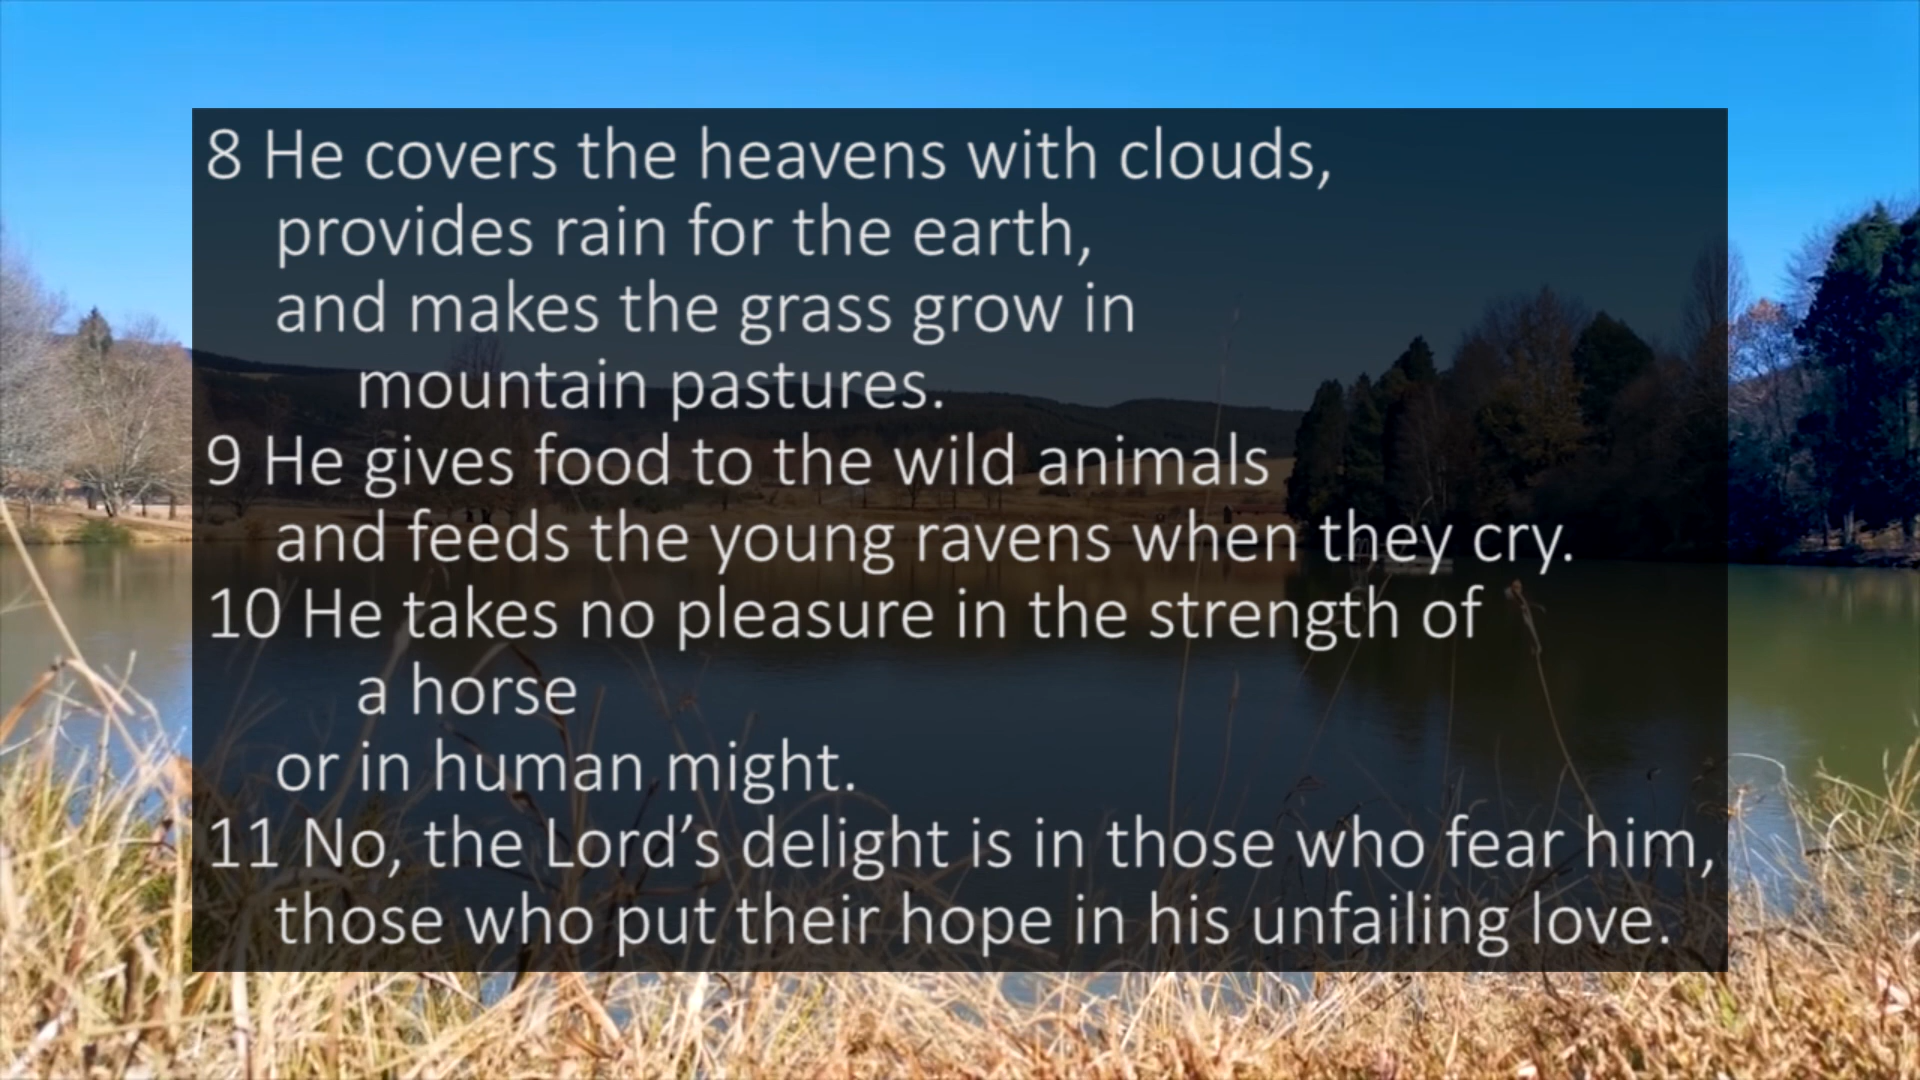 8 He covers the heavens with clouds,
provides rain for the earth,
and makes the grass grow in
mountain pastures.
9 He gives food to the wild animals
and feeds the young ravens when they cry.
10 He takes no pleasure in the strength of
a horse
or in human might.
11 No, the Lord’s delight is in those who fear him,
those who put their hope in his unfailing love.